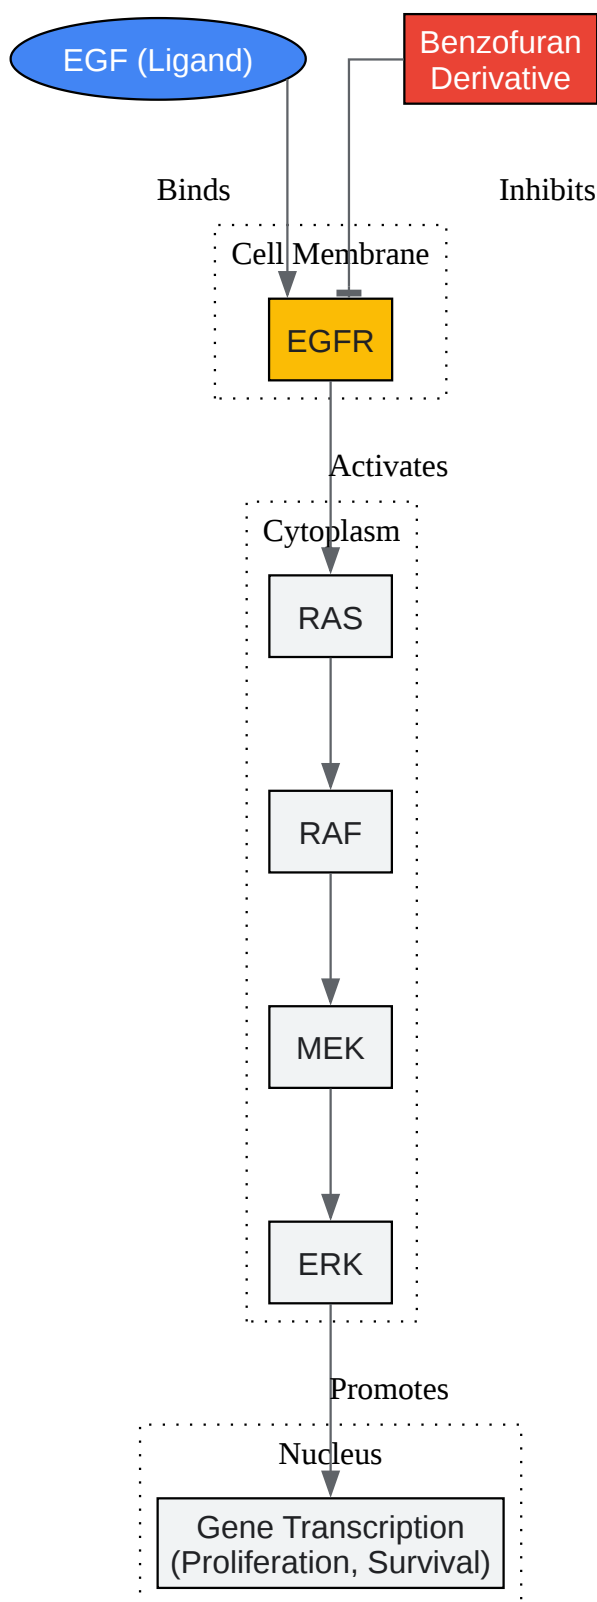 EGF (Ligand)
Benzofuran
Derivative
Binds
Inhibits
Cell Membrane
EGFR
Activates
Cytoplasm
RAS
RAF
MEK
ERK
Promotes
Nucleus
Gene Transcription
(Proliferation, Survival)